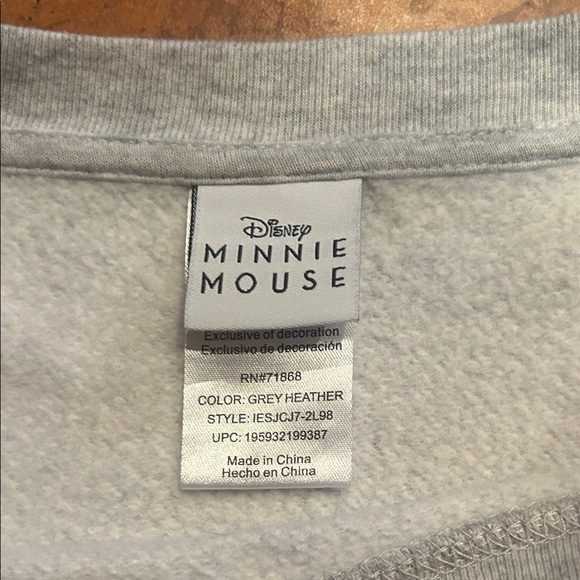 Disney
MINNIE
MOUSE
Exclusive of decoration
Exclusivo de decoración
RN#71868
COLOR: GREY HEATHER
STYLE: IESJCJ7-2L98
UPC: 195932199387
Made in China
Hecho en China